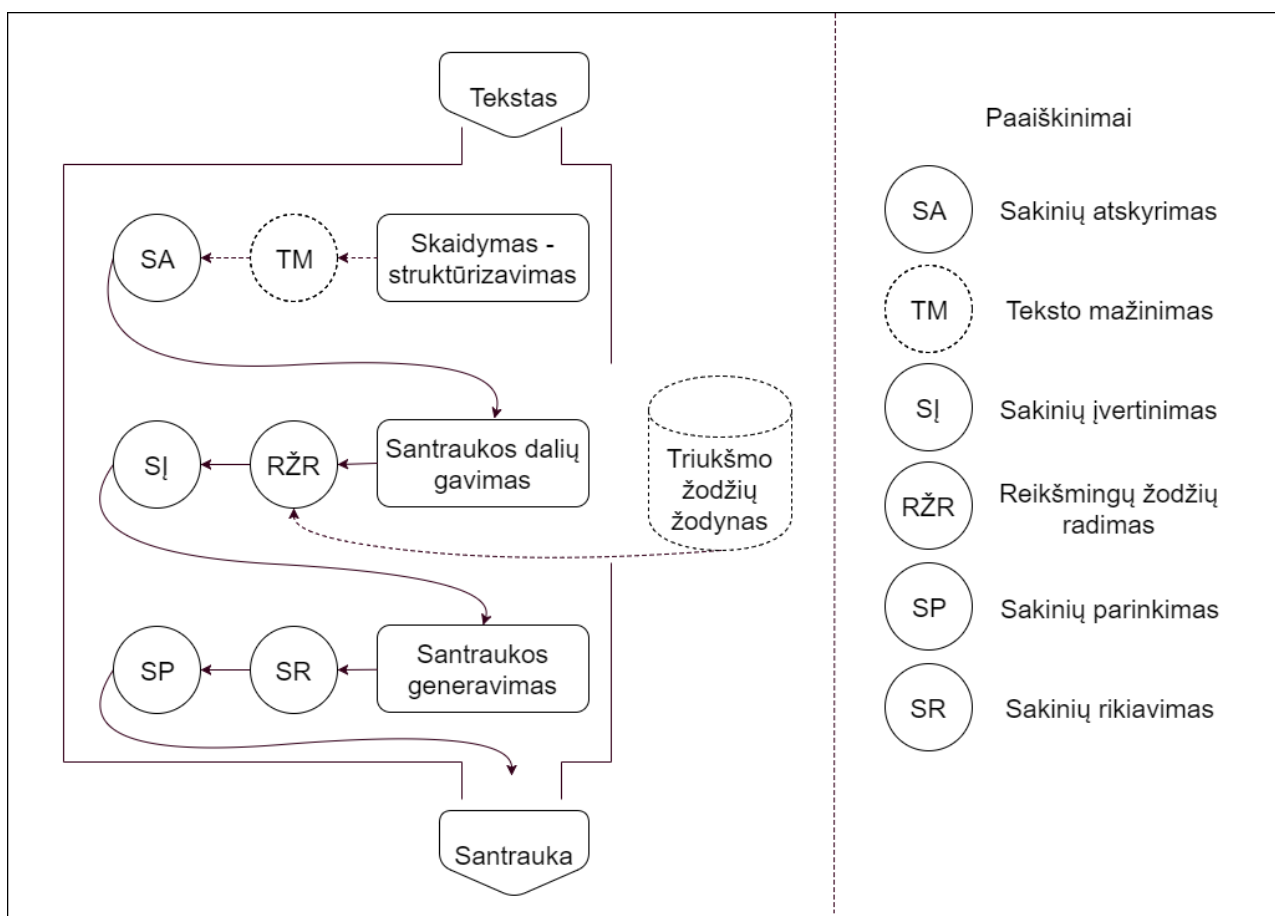 Tekstas
SA
TM
Skaidymas -
struktūrizavimas
SĮ
RŽR
Santraukos dalių
gavimas
Triukšmo
žodžių
žodynas
SP
SR
Santraukos
generavimas
Santrauka
Paaiškinimai
SA Sakinių atskyrimas
TM Teksto mažinimas
SĮ Sakinių įvertinimas
RŽR Reikšmingų žodžių
radimas
SP Sakinių parinkimas
SR Sakinių rikiavimas